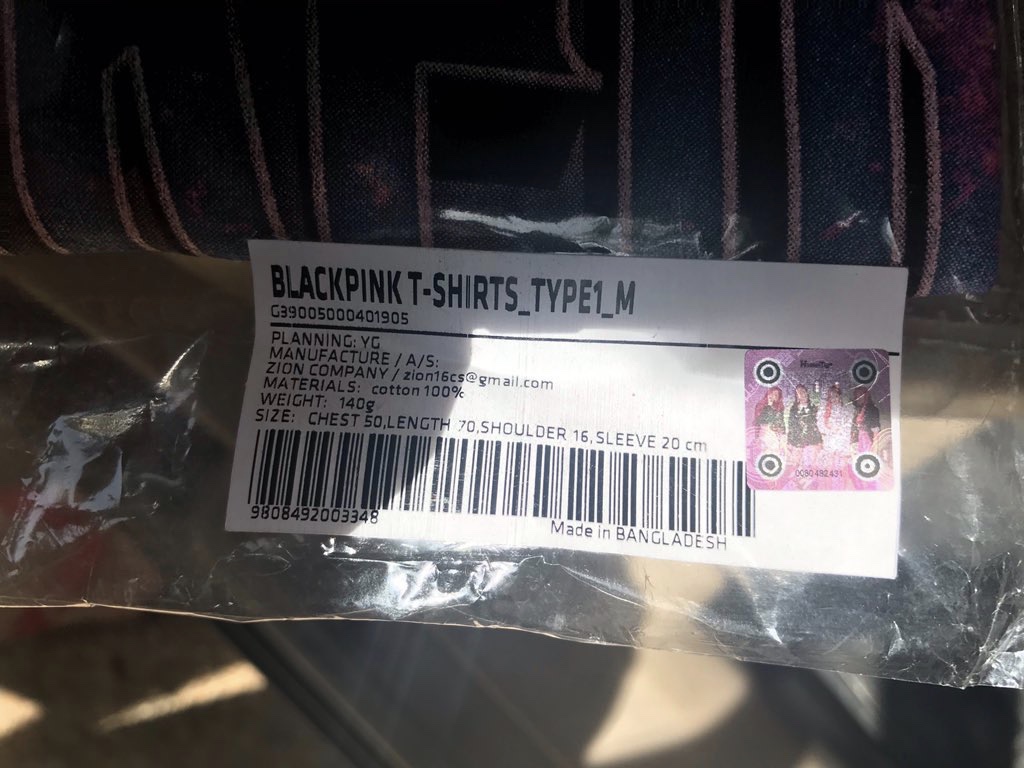 BLACKPINK T-SHIRTS_TYPE1_M
G39005000401905
PLANNING: YG
MANUFACTURE / A/S:
ZION COMPANY / zion16cs@gmail.com
MATERIALS: cotton 100%
WEIGHT: 140g
SIZE: CHEST 50,LENGTH 70,SHOULDER 16,SLEEVE 20 cm
0080482431
9808492003348
Made in BANGLADESH